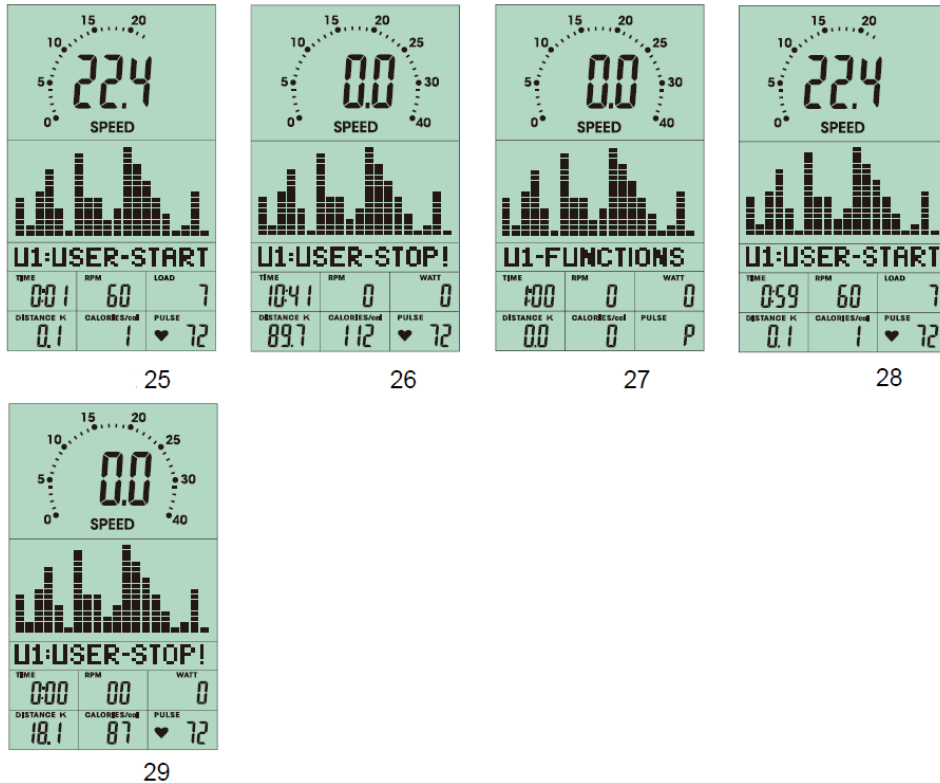 15 20
10
5 22.4
0
SPEED
U1:USER-START
TIME RPM LOAD
0:01 60 7
DISTANCE K CALORIES/cal PULSE
0.1 1 72
25
15 20
10 25
5 0.0 30
0 40
SPEED
U1:USER-STOP!
TIME RPM WATT
10:41 0 0
DISTANCE K CALORIES/cal PULSE
89.7 112 72
26
15 20
10 25
5 0.0 30
0 40
SPEED
U1-FUNCTIONS
TIME RPM WATT
1:00 0 0
DISTANCE K CALORIES/cal PULSE
0.0 0 P
27
15 20
10
5 22.4
0
SPEED
U1:USER-START
TIME RPM LOAD
0:59 60 7
DISTANCE K CALORIES/cal PULSE
0.1 1 72
28
15 20
10 25
5 0.0 30
0 40
SPEED
U1:USER-STOP!
TIME RPM WATT
0:00 00 0
DISTANCE K CALORIES/cal PULSE
18.1 87 72
29